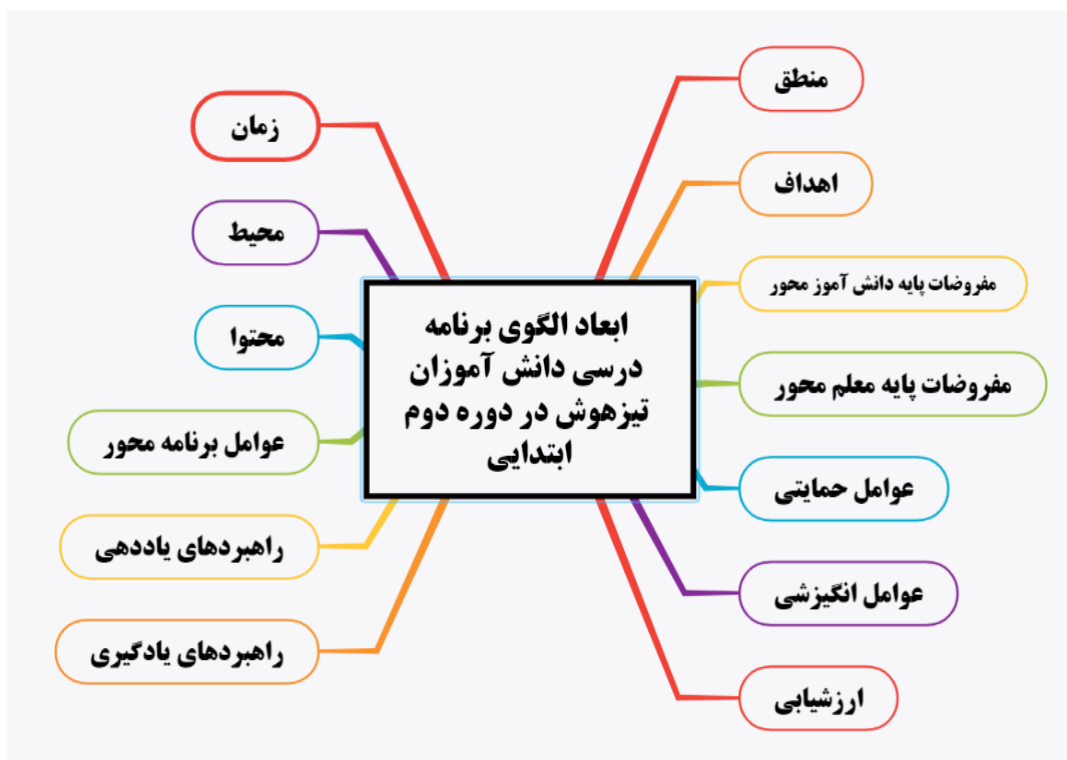 ابعاد الگوی برنامه
درسی دانش آموزان
تیزهوش در دوره دوم
ابتدایی
منطق
اهداف
مفروضات پایه دانش آموز محور
مفروضات پایه معلم محور
عوامل حمایتی
عوامل انگیزشی
ارزشیابی
زمان
محیط
محتوا
عوامل برنامه محور
راهبردهای یاددهی
راهبردهای یادگیری